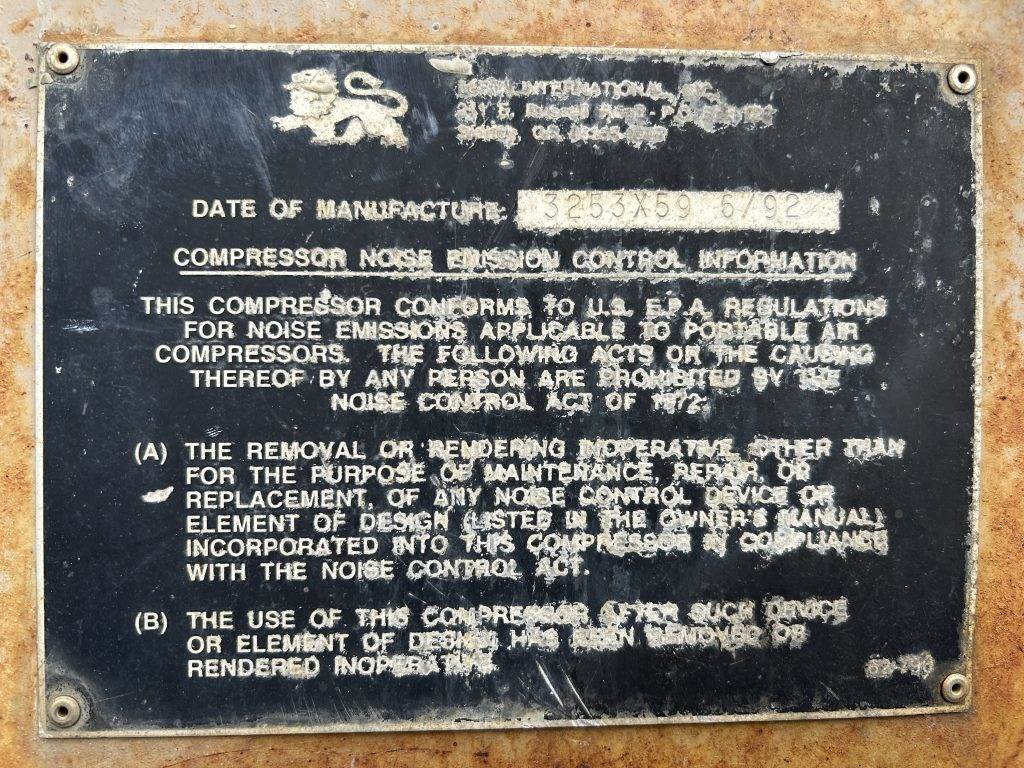 INTERNATIONAL, INC.
DATE OF MANUFACTURE: 3253X59 6/92
COMPRESSOR NOISE EMISSION CONTROL INFORMATION
THIS COMPRESSOR CONFORMS TO U.S. E.P.A. REGULATIONS
FOR NOISE EMISSIONS APPLICABLE TO PORTABLE AIR
COMPRESSORS. THE FOLLOWING ACTS OR THE CAUSING
THEREOF BY ANY PERSON ARE PROHIBITED BY THE
NOISE CONTROL ACT OF 1972:
(A) THE REMOVAL OR RENDERING INOPERATIVE, OTHER THAN
FOR THE PURPOSE OF MAINTENANCE, REPAIR, OR
REPLACEMENT, OF ANY NOISE CONTROL DEVICE OR
ELEMENT OF DESIGN (LISTED IN THE OWNER'S MANUAL)
INCORPORATED INTO THIS COMPRESSOR IN COMPLIANCE
WITH THE NOISE CONTROL ACT.
(B) THE USE OF THIS COMPRESSOR AFTER SUCH DEVICE
OR ELEMENT OF DESIGN HAS BEEN REMOVED OR
RENDERED INOPERATIVE.